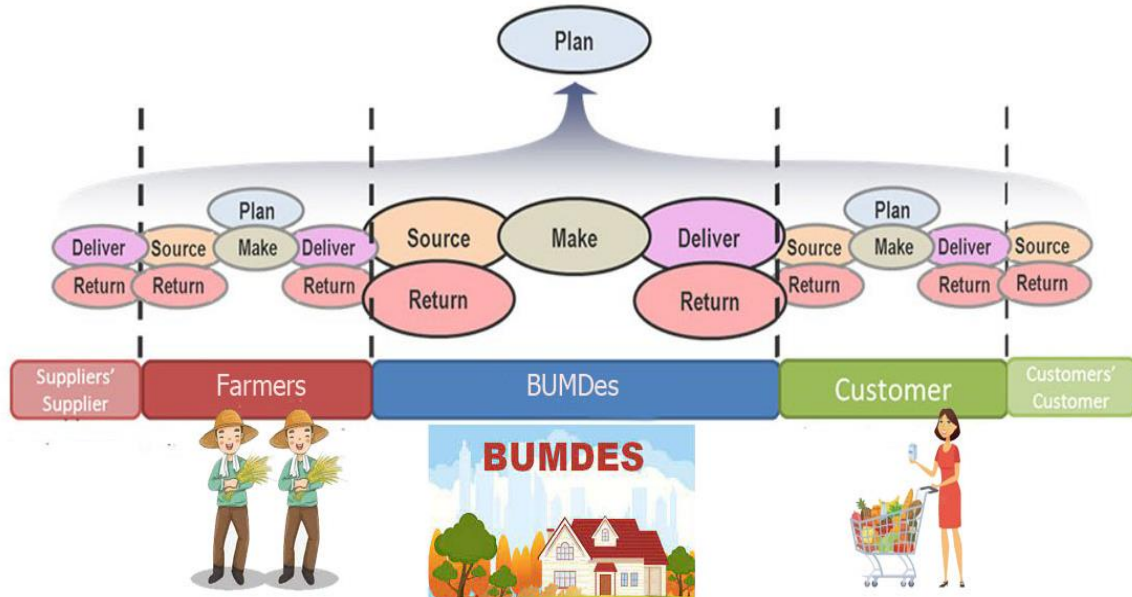 Plan
Plan
Plan
Deliver Source Make Deliver Source Make Deliver Source Make Deliver Source
Return Return Return Return Return Return Return Return
Suppliers'
Supplier
Farmers
BUMDes
Customer
Customers'
Customer
BUMDES